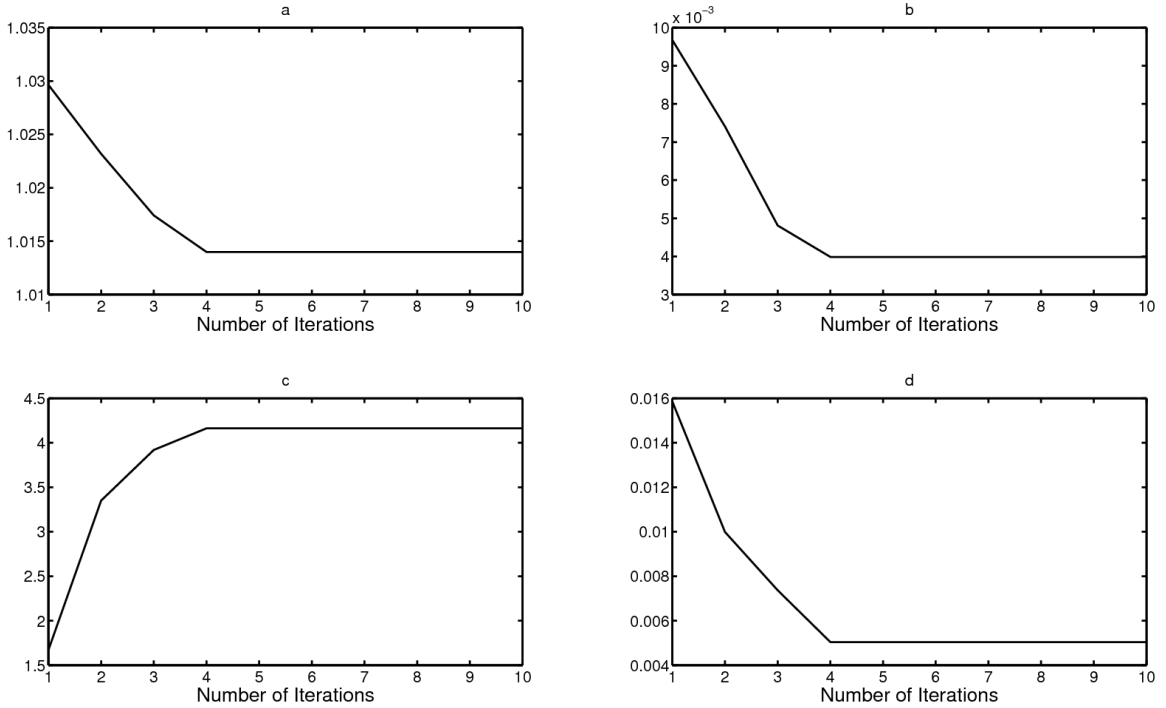 a
1.035
1.03
1.025
1.02
1.015
1.01
1 2 3 4 5 6 7 8 9 10
Number of Iterations
b
x 10⁻³
10
9
8
7
6
5
4
3
1 2 3 4 5 6 7 8 9 10
Number of Iterations
c
4.5
4
3.5
3
2.5
2
1.5
1 2 3 4 5 6 7 8 9 10
Number of Iterations
d
0.016
0.014
0.012
0.01
0.008
0.006
0.004
1 2 3 4 5 6 7 8 9 10
Number of Iterations